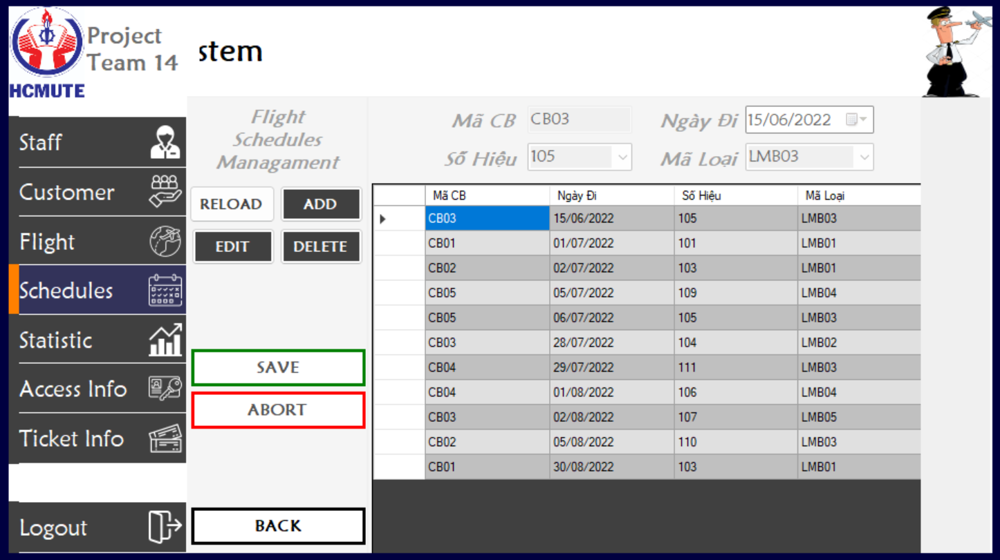 Project
Team 14
HCMUTE
stem
Staff
Customer
Flight
Schedules
Statistic
Access Info
Ticket Info
Logout
Flight
Schedules
Managament
RELOAD ADD
EDIT DELETE
SAVE
ABORT
BACK
Mã CB CB03 Ngày Đi 15/06/2022
Số Hiệu 105 Mã Loại LMB03
Mã CB Ngày Đi Số Hiệu Mã Loại
CB03 15/06/2022 105 LMB03
CB01 01/07/2022 101 LMB01
CB02 02/07/2022 103 LMB01
CB05 05/07/2022 109 LMB04
CB05 06/07/2022 105 LMB03
CB03 28/07/2022 104 LMB02
CB04 29/07/2022 111 LMB03
CB04 01/08/2022 106 LMB04
CB03 02/08/2022 107 LMB05
CB02 05/08/2022 110 LMB03
CB01 30/08/2022 103 LMB01